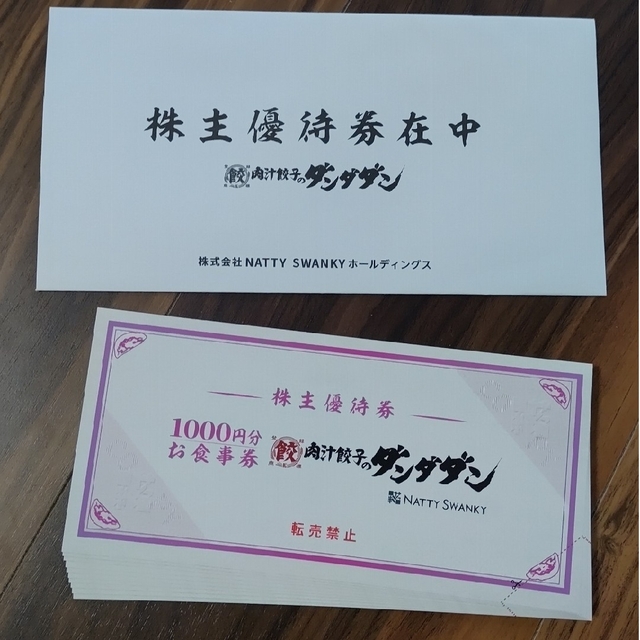 株主優待券在中
餃 肉汁餃子のダンダダン
株式会社NATTY SWANKYホールディングス
株主優待券
1000円分
お食事券
餃 肉汁餃子のダンダダン
NATTY SWANKY
転売禁止